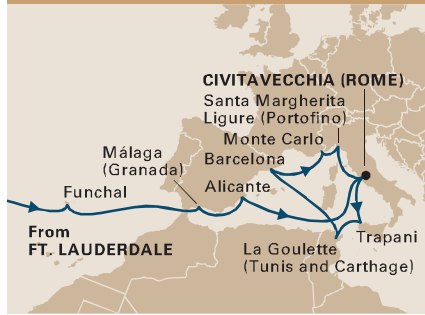 CIVITAVECCHIA (ROME)
Santa Margherita
Ligure (Portofino)
Monte Carlo
Málaga
(Granada)
Barcelona
Funchal
Alicante
From
FT. LAUDERDALE
La Goulette
(Tunis and Carthage)
Trapani